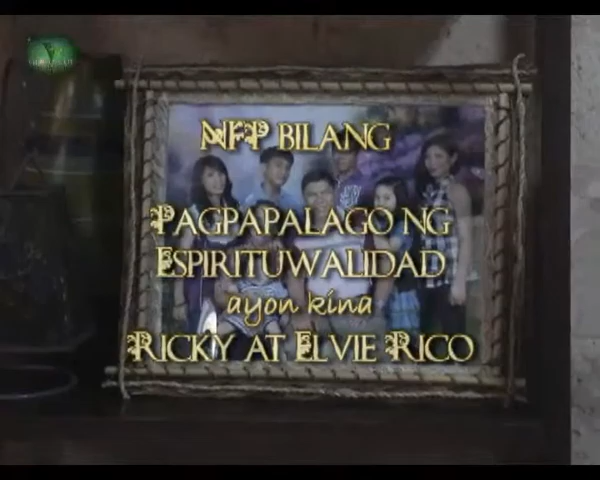 NFP BILANG
PAGPAPALAGO NG
ESPIRITUWALIDAD
ayon kina
RICKY AT ELVIE RICO